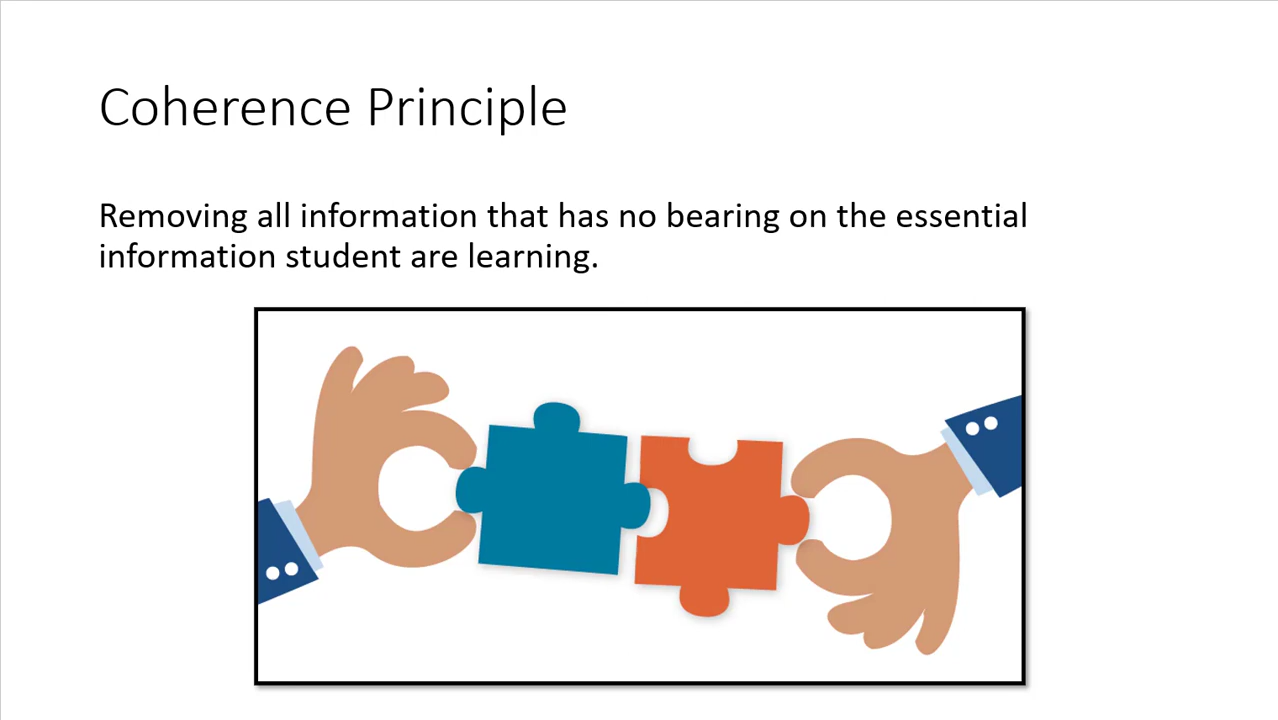 Coherence Principle
Removing all information that has no bearing on the essential
information student are learning.